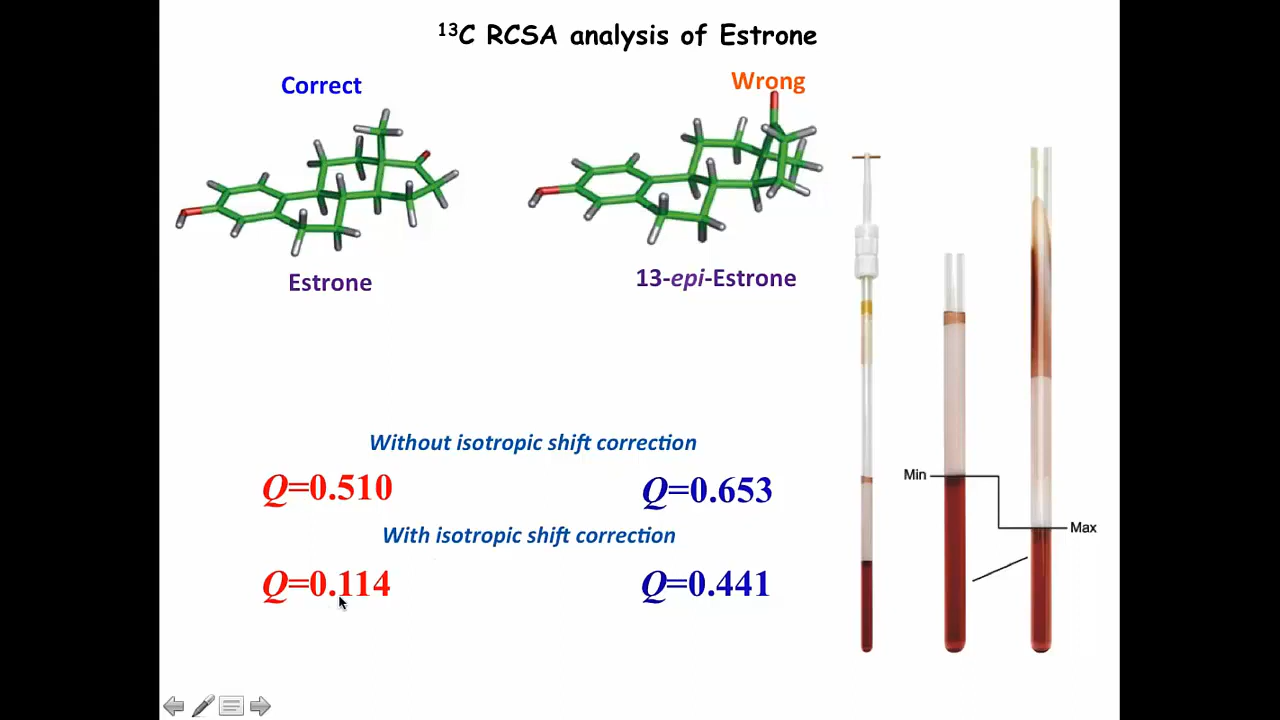 ¹³C RCSA analysis of Estrone
Correct
Wrong
Estrone
13-epi-Estrone
Without isotropic shift correction
Q=0.510
Q=0.653
With isotropic shift correction
Q=0.114
Q=0.441
Min
Max